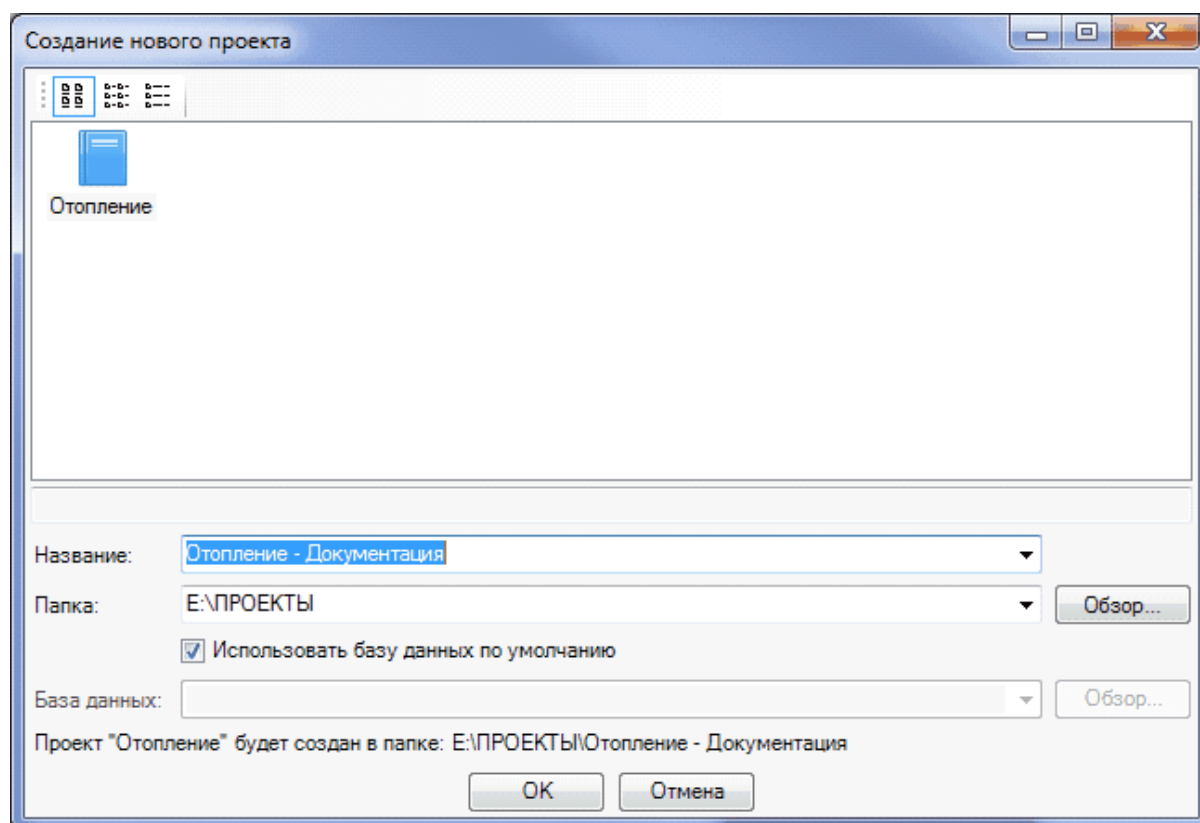 Создание нового проекта
Отопление
Название: Отопление - Документация
Папка: E:\ПРОЕКТЫ Обзор...
Использовать базу данных по умолчанию
База данных: Обзор...
Проект "Отопление" будет создан в папке: E:\ПРОЕКТЫ\Отопление - Документация
OK Отмена